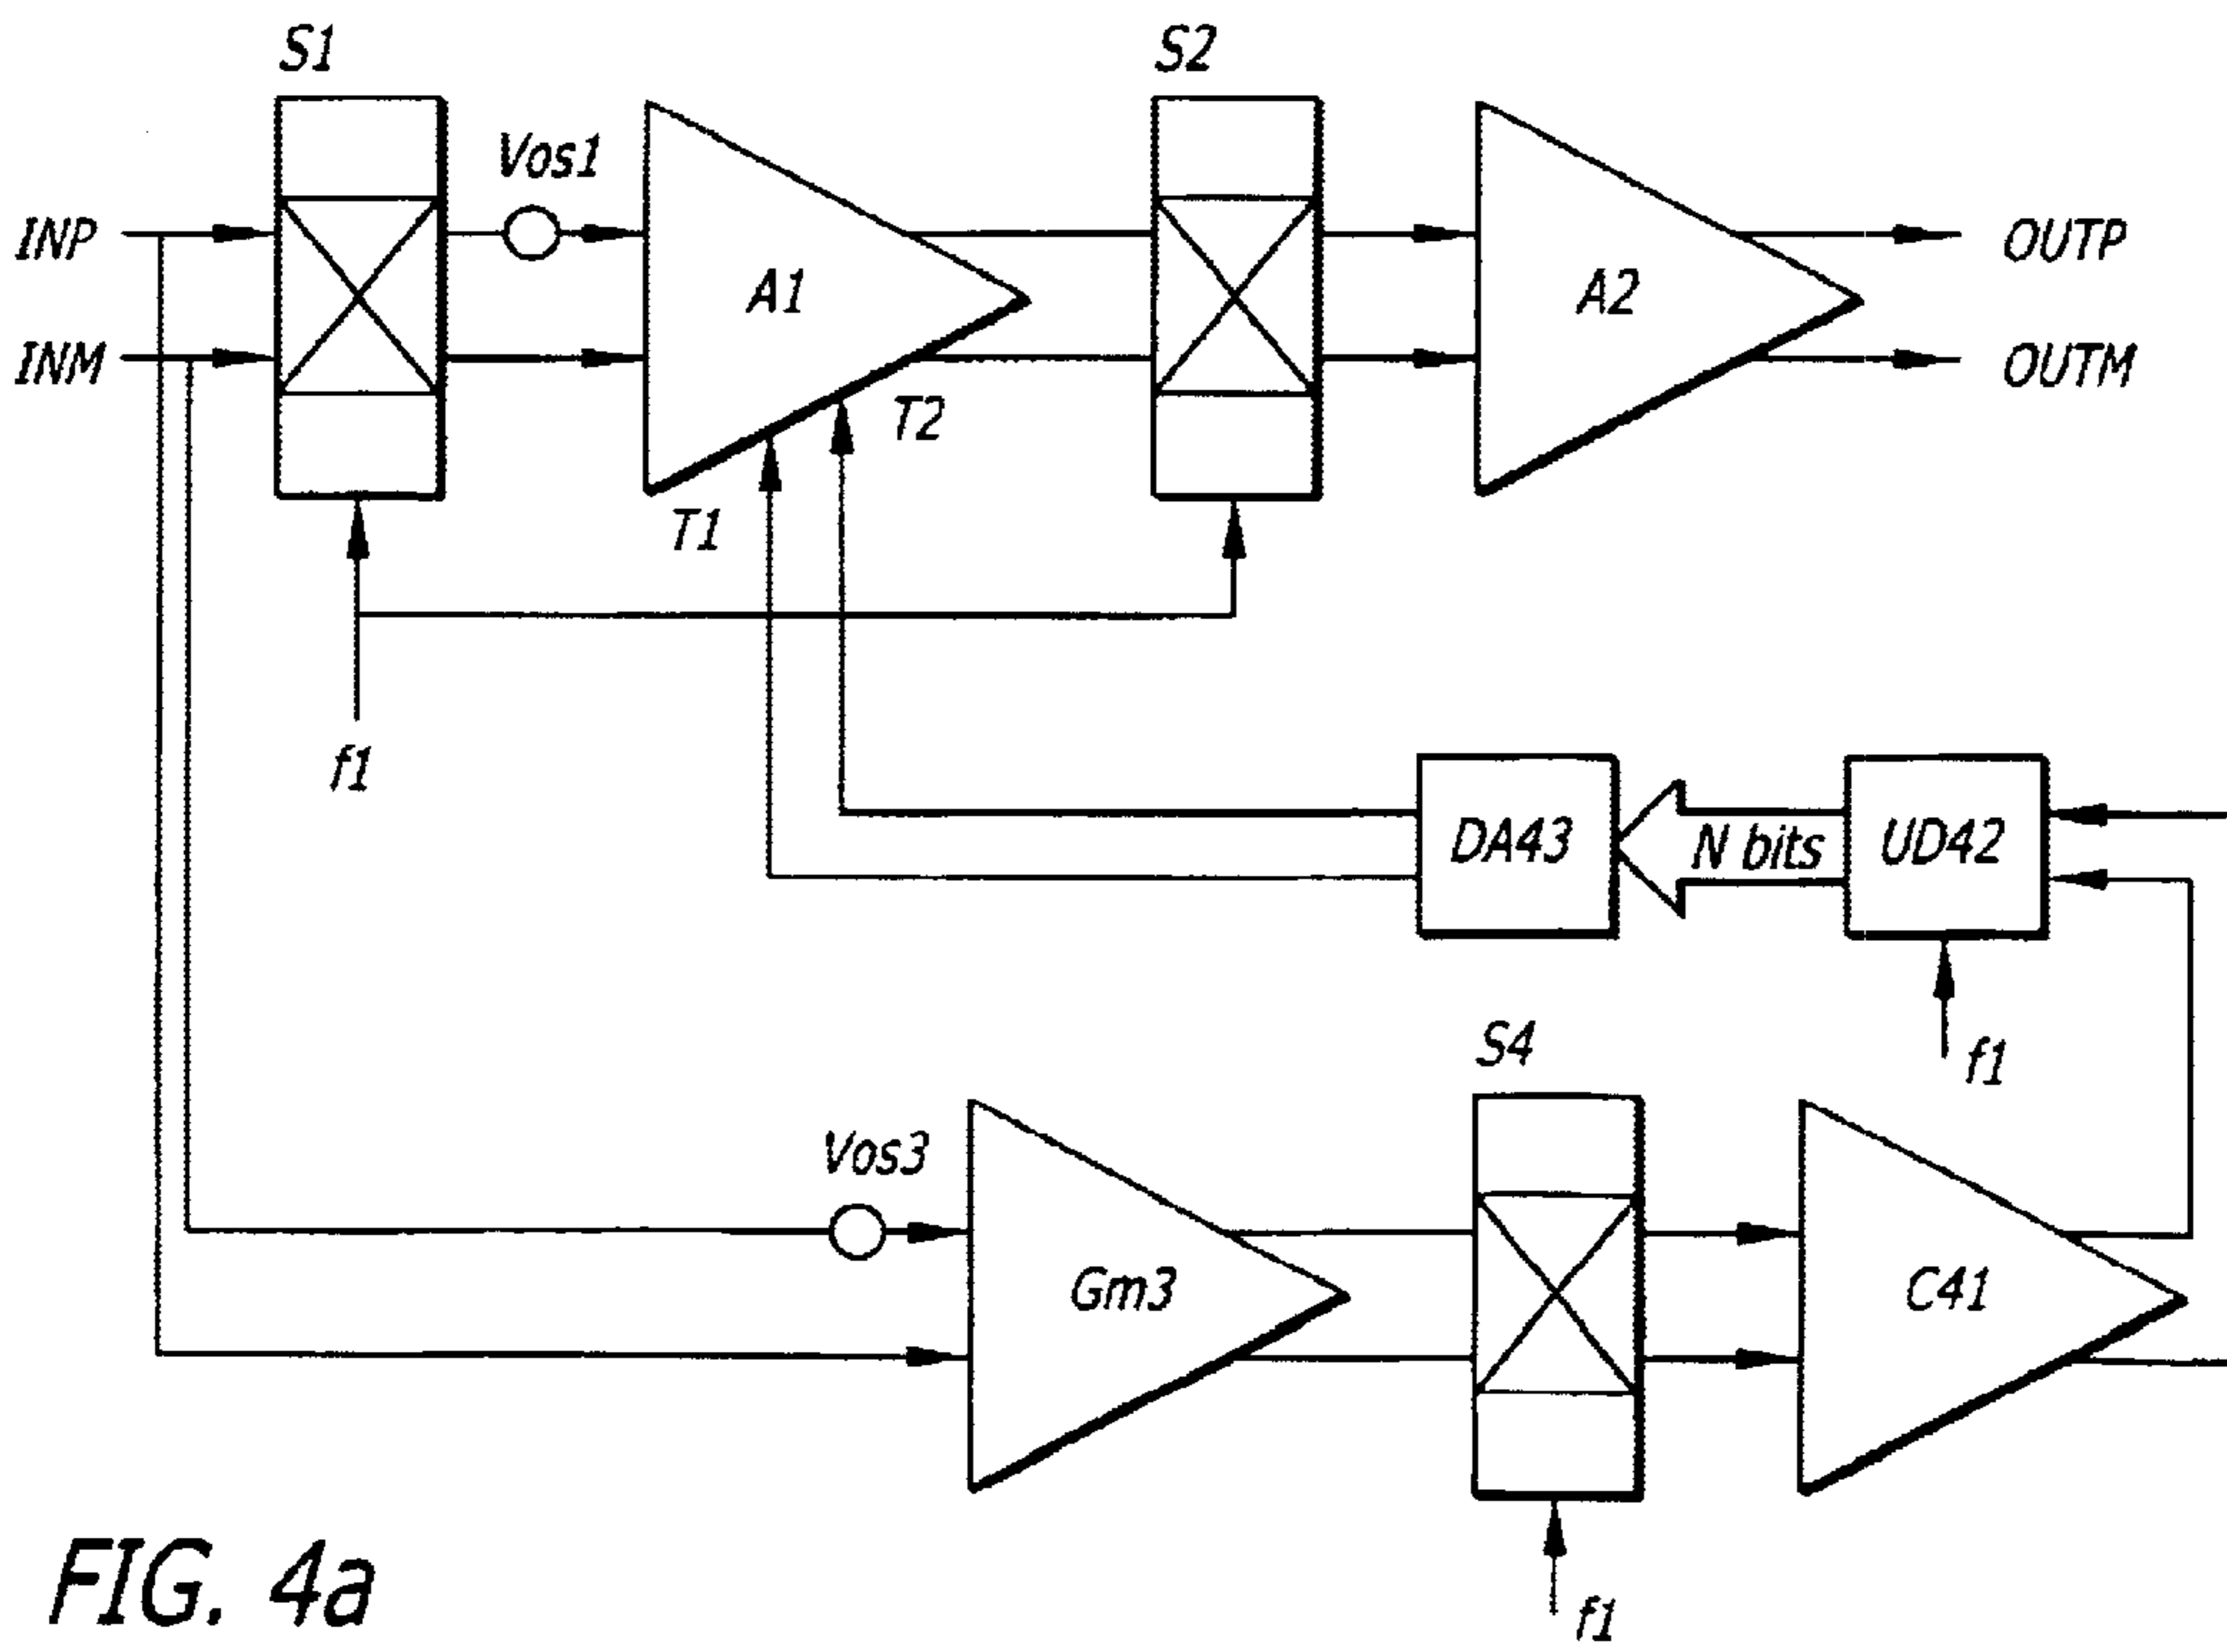 S1
S2
Vos1
INP
A1
A2
OUTP
INM
OUTM
T2
T1
f1
DA43
N bits
UD42
f1
S4
Vos3
Gm3
C41
f1
FIG. 4a